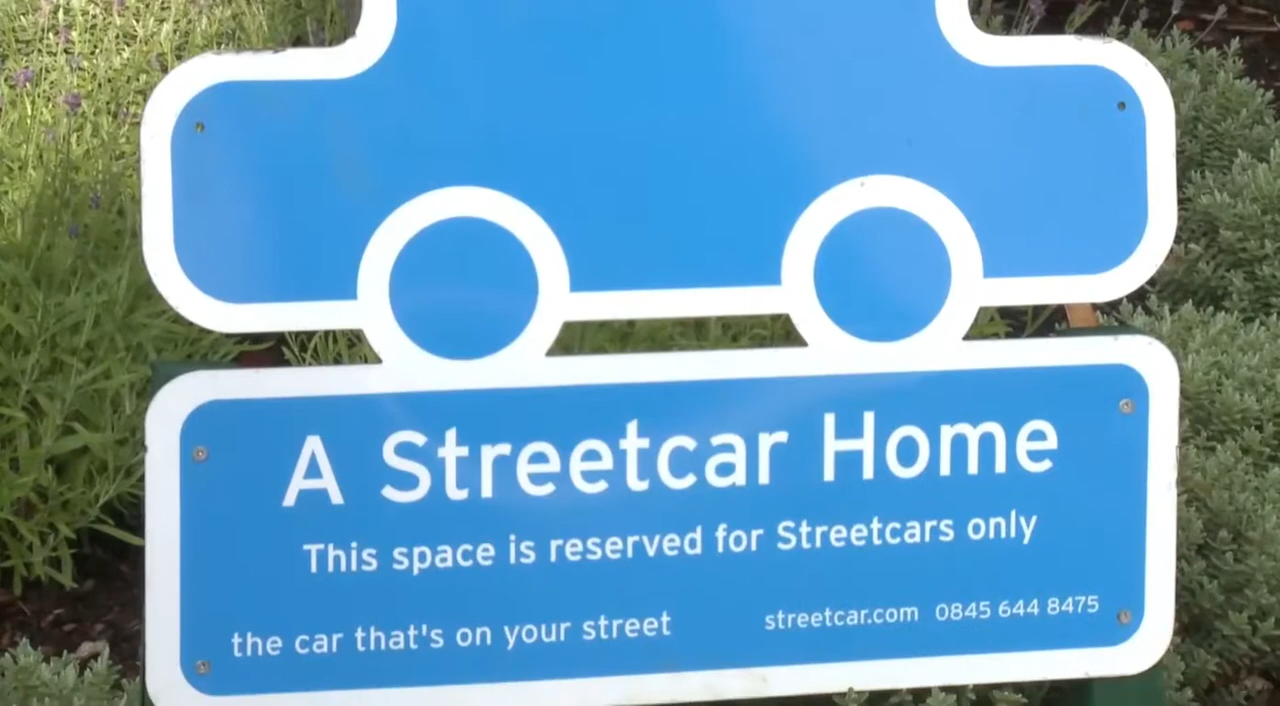 A Streetcar Home
This space is reserved for Streetcars only
the car that's on your street
streetcar.com 0845 644 8475